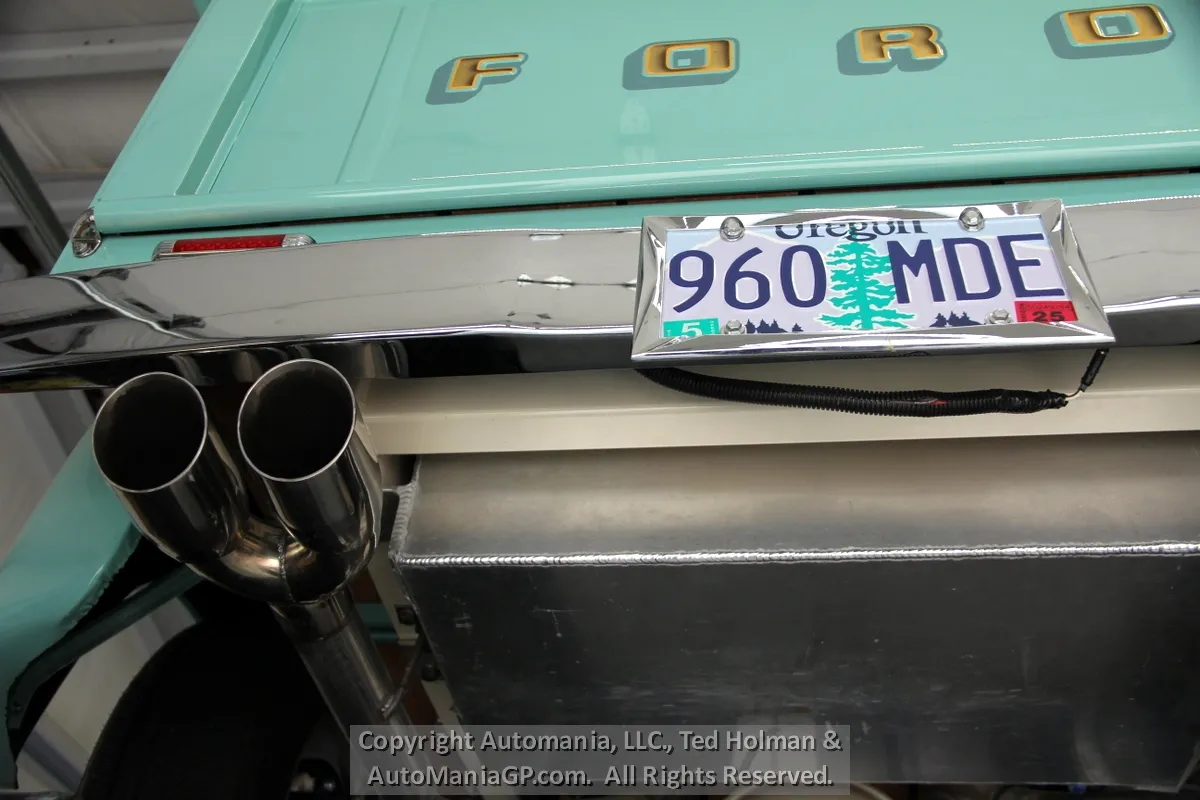 FORD
Oregon
960 MDE
5
25
Copyright Automania, LLC., Ted Holman &
AutoManiaGP.com. All Rights Reserved.